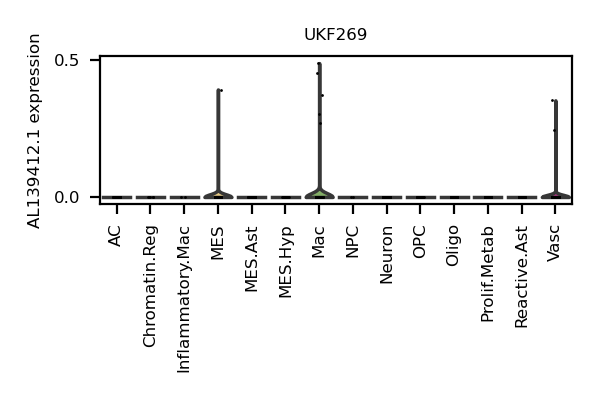 UKF269
AL139412.1 expression
0.5
0.0
AC
Chromatin.Reg
Inflammatory.Mac
MES
MES.Ast
MES.Hyp
Mac
NPC
Neuron
OPC
Oligo
Prolif.Metab
Reactive.Ast
Vasc